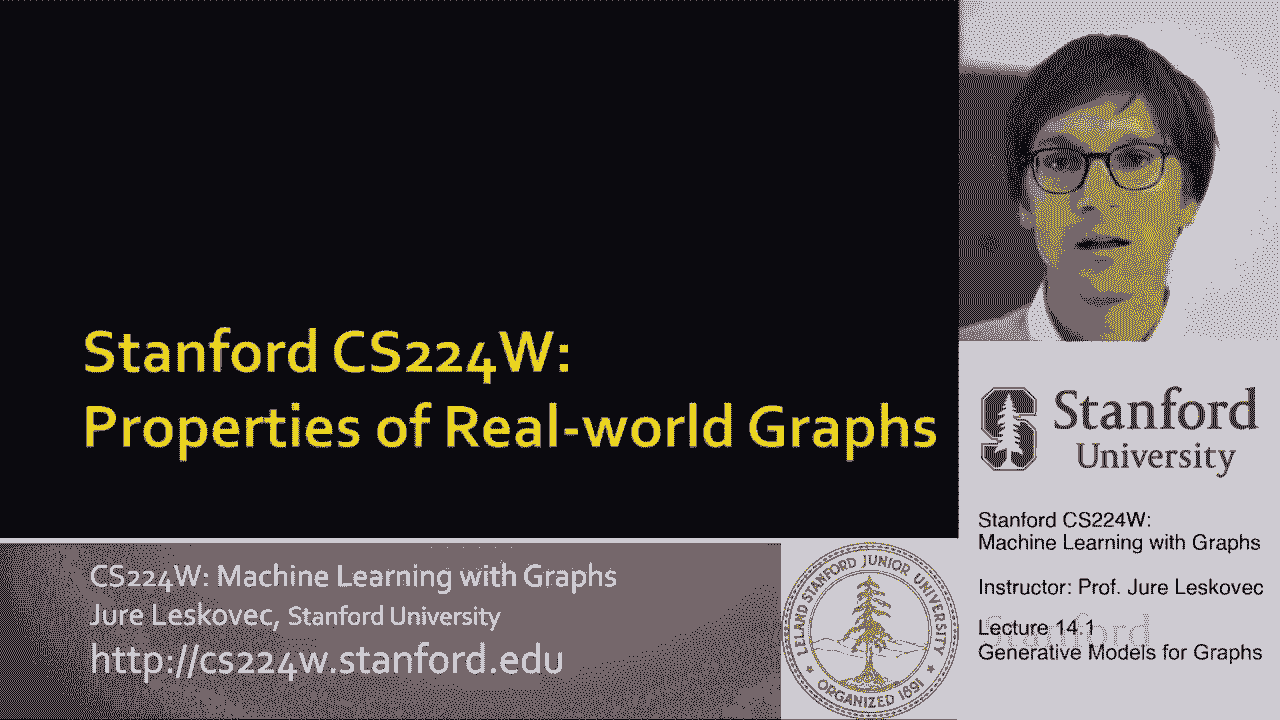 Stanford CS224W:
Properties of Real-world Graphs
CS224W: Machine Learning with Graphs
Jure Leskovec, Stanford University
http://cs224w.stanford.edu
LELAND STANFORD JUNIOR UNIVERSITY
ORGANIZED 1891
Stanford
University
Stanford CS224W:
Machine Learning with Graphs
Instructor: Prof. Jure Leskovec
Lecture 14.1
Generative Models for Graphs
Stanford